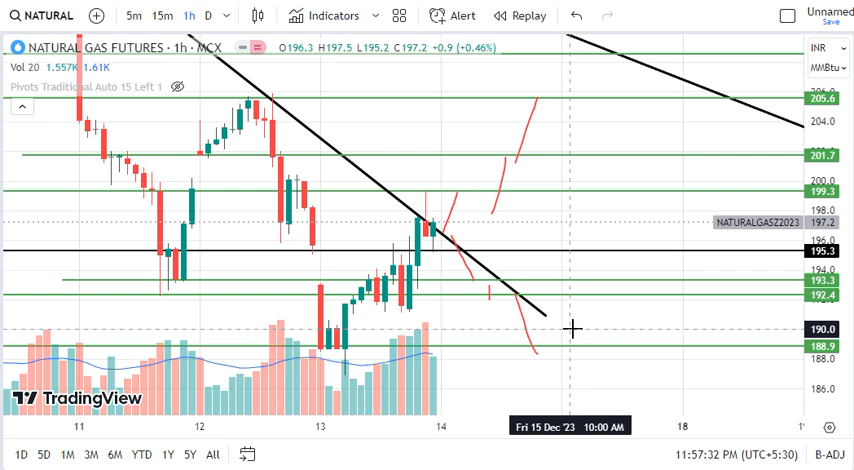 NATURAL 5m 15m 1h D Indicators Alert Replay Unnamed
Save
NATURAL GAS FUTURES · 1h · MCX O196.3 H197.5 L195.2 C197.2 +0.9 (+0.46%) INR
Vol 20 1.557K 1.61K MMBtu
Pivots Traditional Auto 15 Left 1
205.6
204.0
201.7
199.3
198.0
NATURALGASZ2023 197.2
196.0
195.3
194.0
193.3
192.4
190.0
188.9
188.0
186.0
TradingView
11 12 13 14 Fri 15 Dec '23 10:00 AM 18
1D 5D 1M 3M 6M YTD 1Y 5Y All 11:57:32 PM (UTC+5:30) B-ADJ